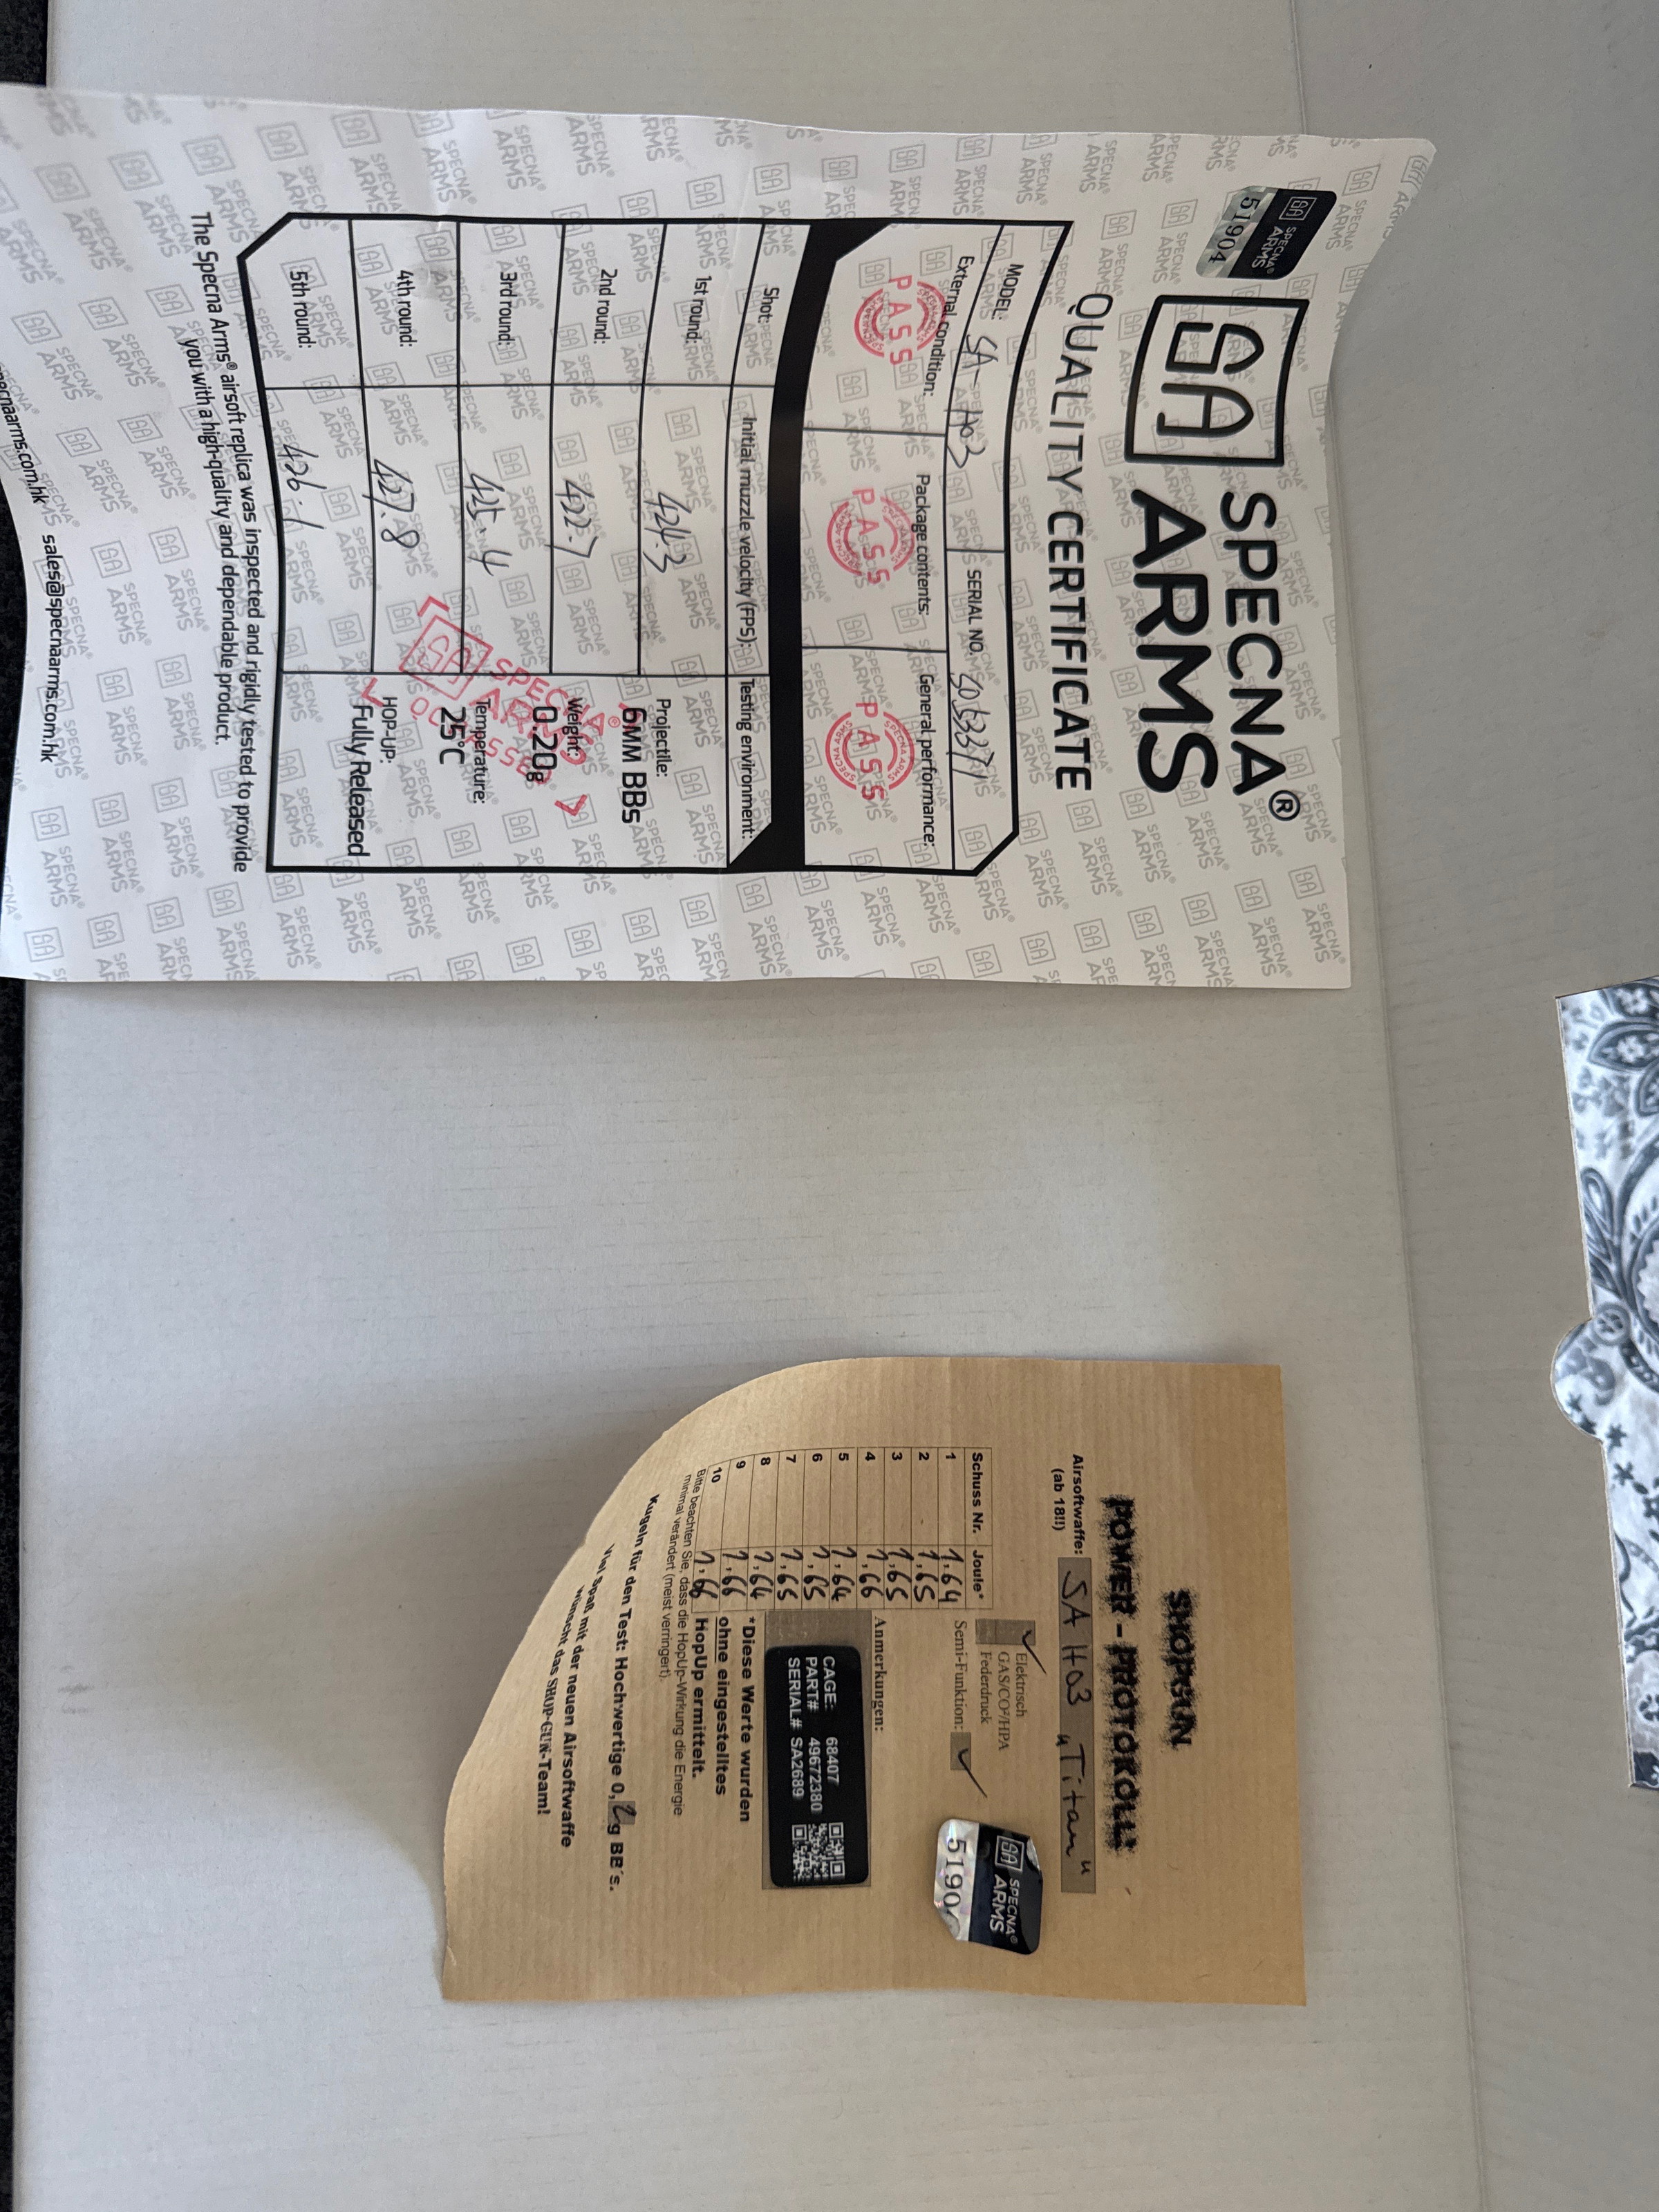 51904
SPECNA®
ARMS
QUALITY CERTIFICATE
MODEL: SA-H03
SERIAL NO.
External condition:
Package contents:
General performance:
PASS
PASS
PASS
Shot:
Initial muzzle velocity (FPS):
Testing environment:
1st round:
424.3
2nd round:
422.7
3rd round:
425.4
4th round:
427.8
5th round:
426.1
Projectile:
6MM BBs
Weight:
0.20g
Temperature:
25°C
HOP-UP:
Fully Released
SPECNA®
ARMS
The Specna Arms® airsoft replica was inspected and rigidly tested to provide
you with a high-quality and dependable product.
sales@specnaarms.com.hk
SHOPGUN
POWER - PROTOKOLL
Airsoftwaffe: SA H03 „Titan“
(ab 18!!)
Schuss Nr. Joule*
1 1,64
2 1,65
3 1,65
4 1,66
5 1,64
6 1,65
7 1,65
8 1,64
9 1,66
10 1,66
Elektrisch
GAS/CO²/HPA
Federdruck
Semi-Funktion:
SPECNA®
ARMS
5190
Anmerkungen:
CAGE: 68407
PART# 49672380
SERIAL# SA2689
*Diese Werte wurden
ohne eingestelltes
HopUp ermittelt.
Bitte beachten Sie, dass die HopUp-Wirkung die Energie
minimal verändert (meist verringert).
Kugeln für den Test: Hochwertige 0,2g BB´s.
Viel Spaß mit der neuen Airsoftwaffe
wünscht das SHOP-GUN-Team!